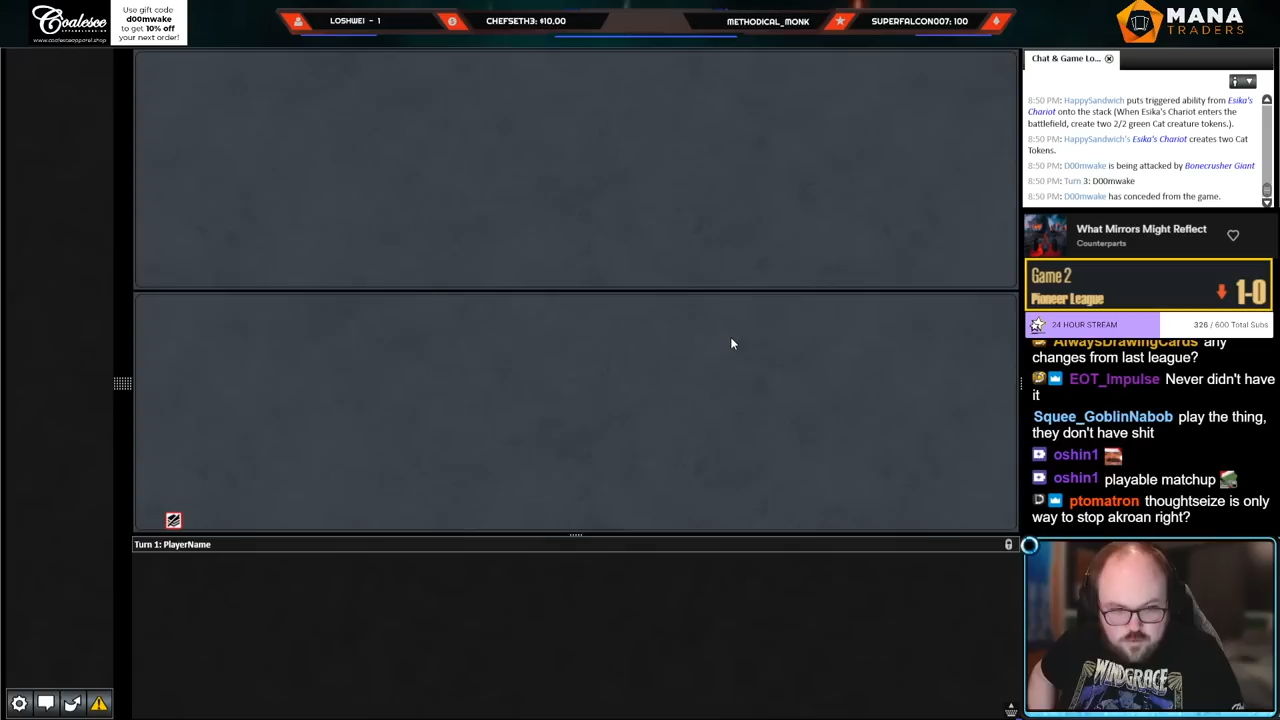 Coalesce
APPAREL&DESIGN
www.coalesceapparel.shop
Use gift code
d00mwake
to get 10% off
your next order!
LOSHWEI - 1
CHEFSETH3: $10.00
METHODICAL_MONK
SUPERFALCON007: 100
MANA
TRADERS
Chat & Game Lo...
8:50 PM: HappySandwich puts triggered ability from Esika's
Chariot onto the stack (When Esika's Chariot enters the
battlefield, create two 2/2 green Cat creature tokens.).
8:50 PM: HappySandwich's Esika's Chariot creates two Cat
Tokens.
8:50 PM: D00mwake is being attacked by Bonecrusher Giant
8:50 PM: Turn 3: D00mwake
8:50 PM: D00mwake has conceded from the game.
What Mirrors Might Reflect
Counterparts
Game 2
Pioneer League
1-0
24 HOUR STREAM
326 / 600 Total Subs
AlwaysDrawingCards any
changes from last league?
EOT_Impulse Never didn't have
it
Squee_GoblinNabob play the thing,
they don't have shit
oshin1
oshin1 playable matchup
ptomatron thoughtseize is only
way to stop akroan right?
Turn 1: PlayerName
WINDGRACE